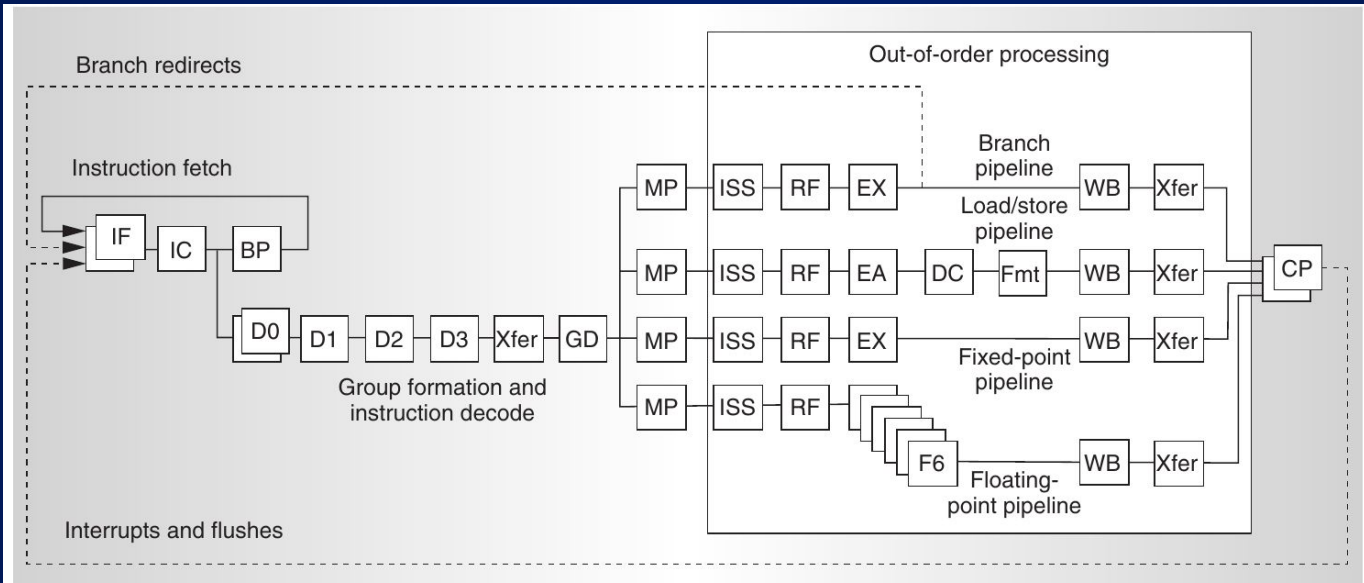 Out-of-order processing
Branch redirects
Instruction fetch
Branch
pipeline
MP ISS RF EX WB Xfer
Load/store
pipeline
IF IC BP
MP ISS RF EA DC Fmt WB Xfer
CP
D0 D1 D2 D3 Xfer GD
MP ISS RF EX WB Xfer
Fixed-point
pipeline
Group formation and
instruction decode
MP ISS RF
F6 WB Xfer
Floating-
point pipeline
Interrupts and flushes